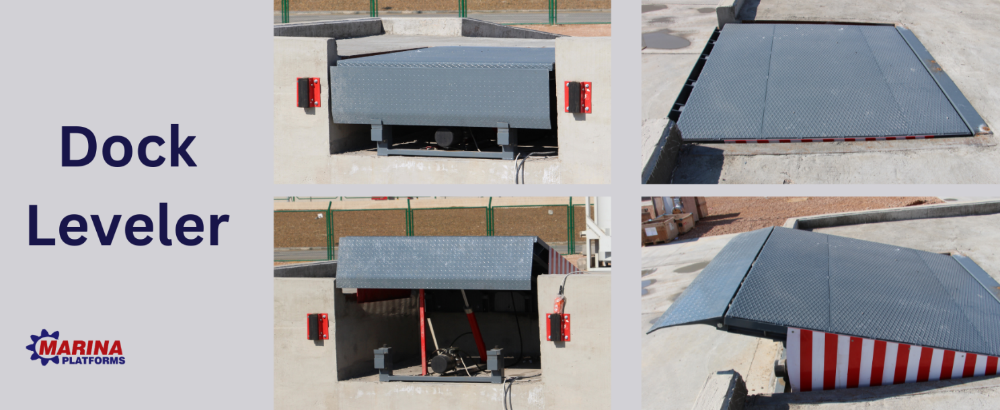 Dock
Leveler
MARINA
PLATFORMS